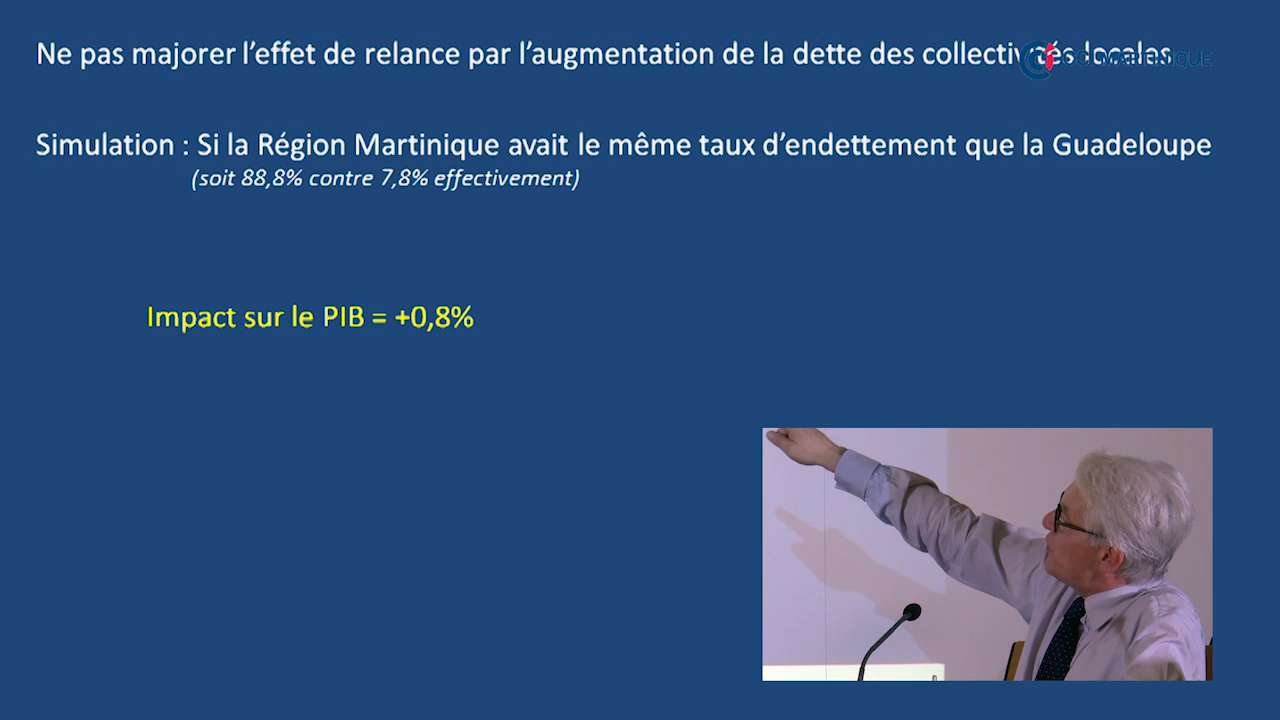 Ne pas majorer l'effet de relance par l'augmentation de la dette des collectivités locales
CCI MARTINIQUE
Simulation : Si la Région Martinique avait le même taux d'endettement que la Guadeloupe
(soit 88,8% contre 7,8% effectivement)
Impact sur le PIB = +0,8%